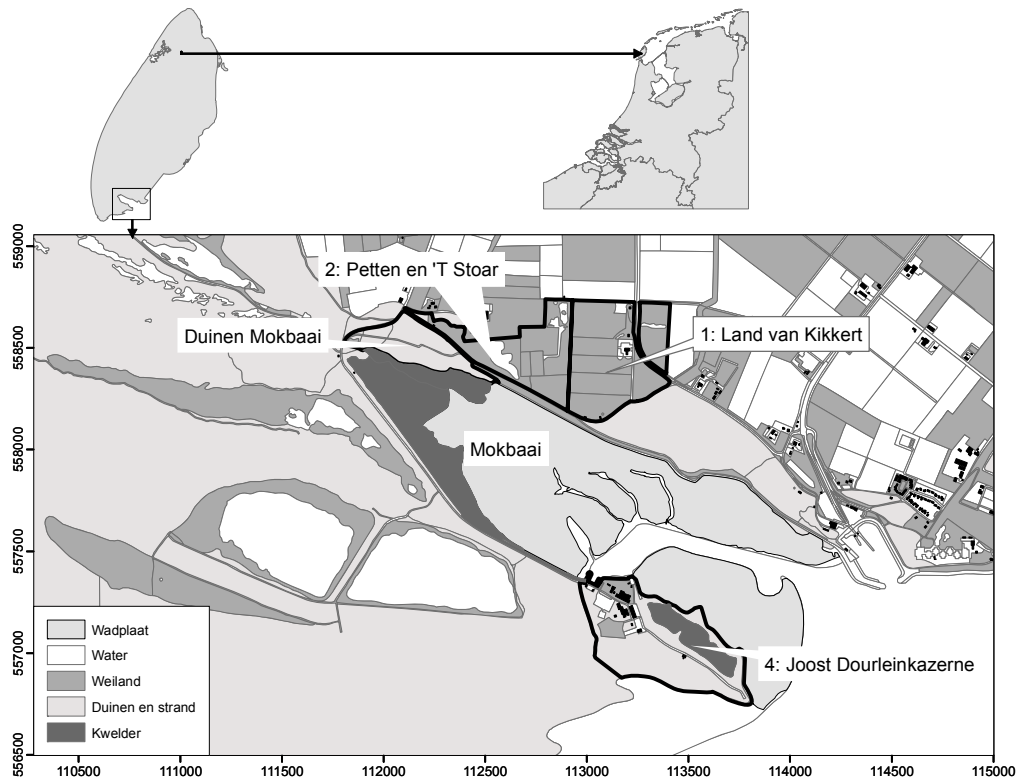 2: Petten en 'T Stoar
Duinen Mokbaai
1: Land van Kikkert
Mokbaai
4: Joost Dourleinkazerne
559000
558500
558000
557500
557000
556500
Wadplaat
Water
Weiland
Duinen en strand
Kwelder
110500 111000 111500 112000 112500 113000 113500 114000 114500 115000